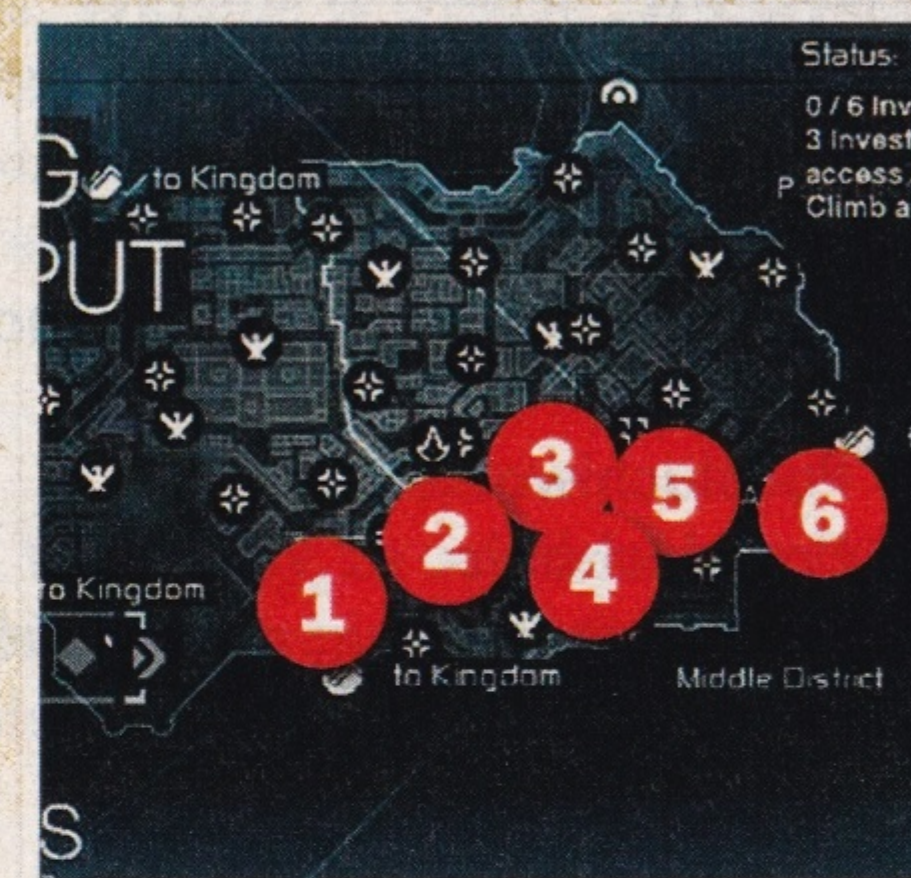 Status:
0 / 6 Inv
3 Invest
access
Climb a
P
G
to Kingdom
PUT
3
5
6
2
4
1
to Kingdom
to Kingdom
Middle District
S